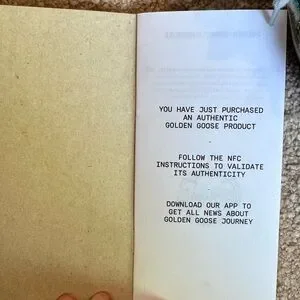 YOU HAVE JUST PURCHASED
AN AUTHENTIC
GOLDEN GOOSE PRODUCT
-
FOLLOW THE NFC
INSTRUCTIONS TO VALIDATE
ITS AUTHENTICITY
-
DOWNLOAD OUR APP TO
GET ALL NEWS ABOUT
GOLDEN GOOSE JOURNEY